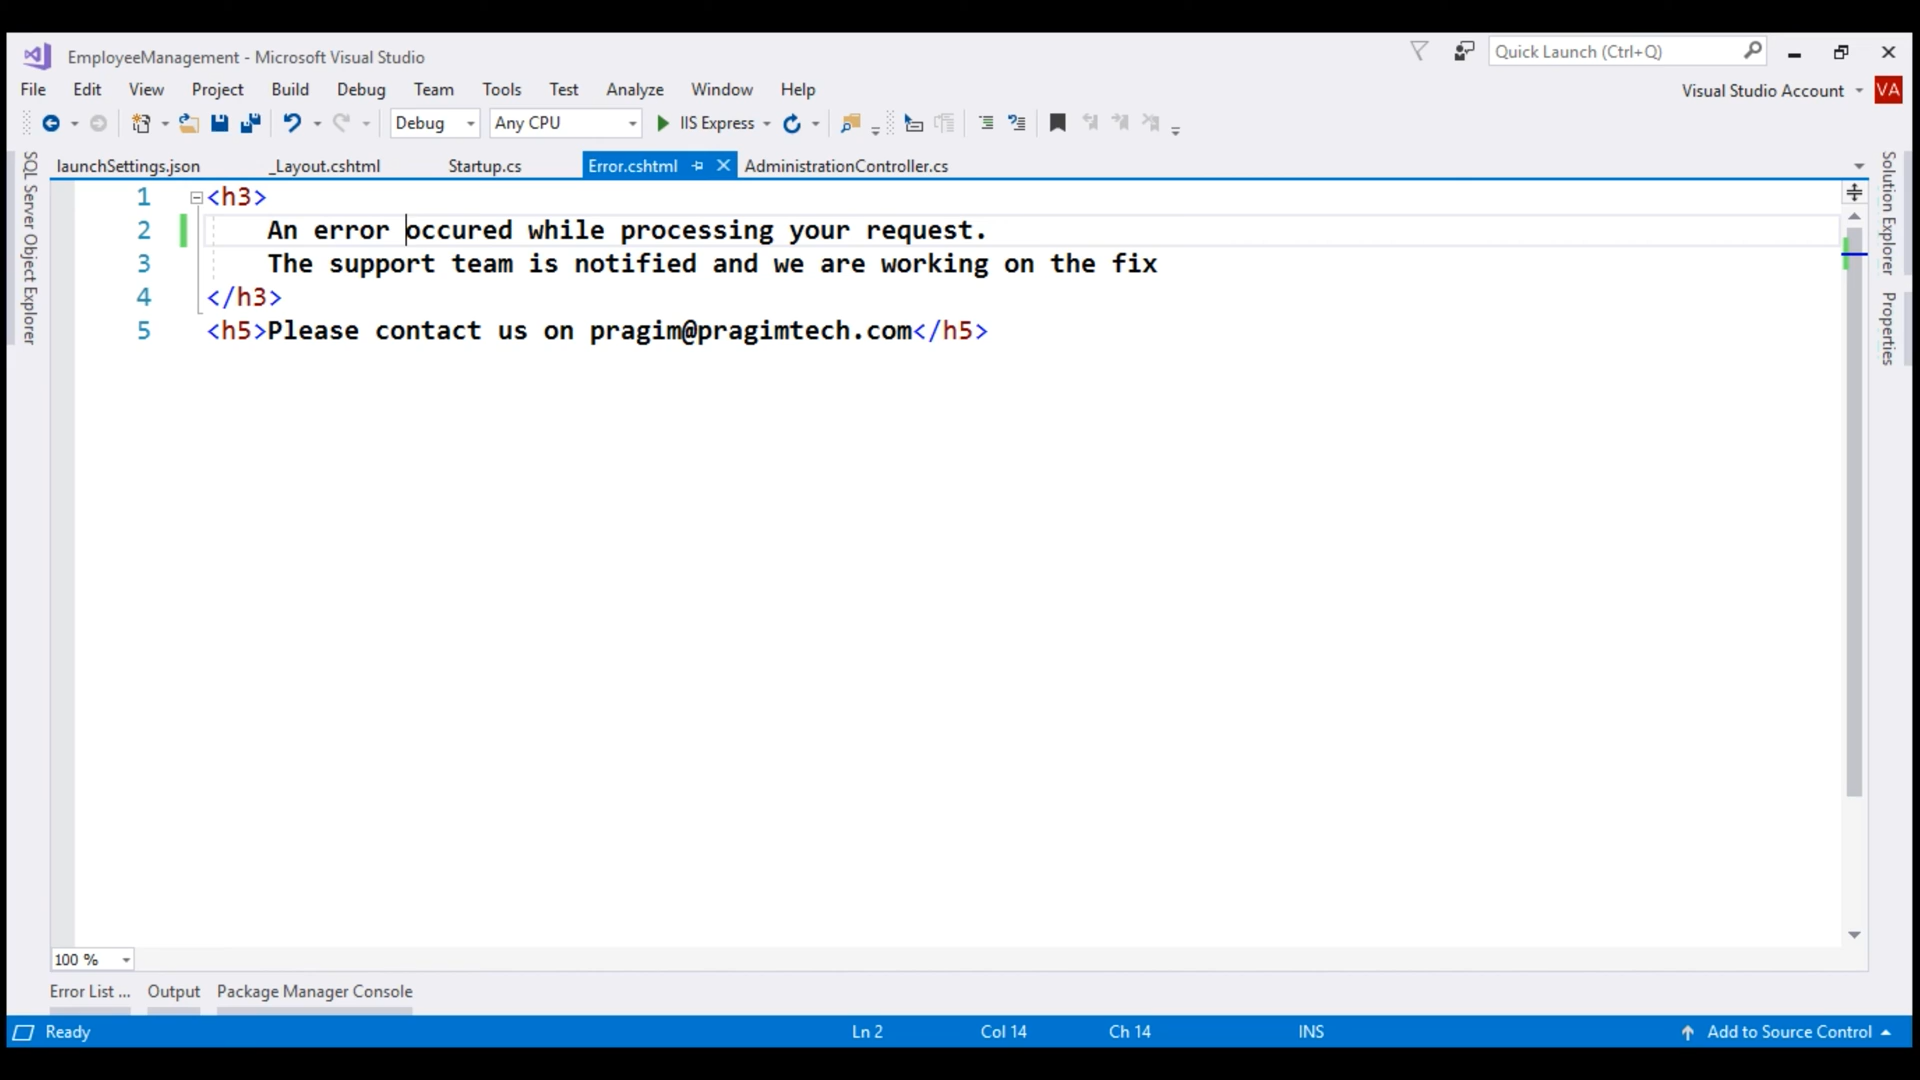 EmployeeManagement - Microsoft Visual Studio
Quick Launch (Ctrl+Q)
File Edit View Project Build Debug Team Tools Test Analyze Window Help
Visual Studio Account VA
Debug Any CPU IIS Express
launchSettings.json _Layout.cshtml Startup.cs Error.cshtml AdministrationController.cs
SQL Server Object Explorer
Solution Explorer
Properties
1 <h3>
2 An error occured while processing your request.
3 The support team is notified and we are working on the fix
4 </h3>
5 <h5>Please contact us on pragim@pragimtech.com</h5>
100 %
Error List ... Output Package Manager Console
Ready Ln 2 Col 14 Ch 14 INS Add to Source Control